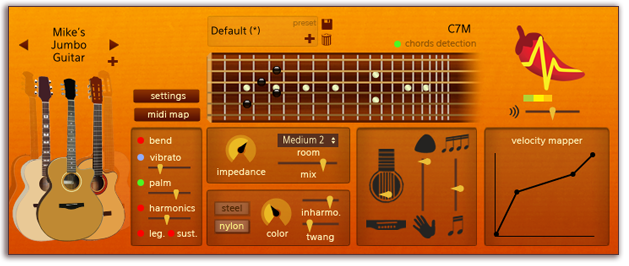 Mike's
Jumbo
Guitar
preset
Default (*)
C7M
chords detection
settings
midi map
bend
vibrato
palm
harmonics
leg. sust.
impedance
Medium 2
room
mix
steel
nylon
color
inharmo.
twang
velocity mapper